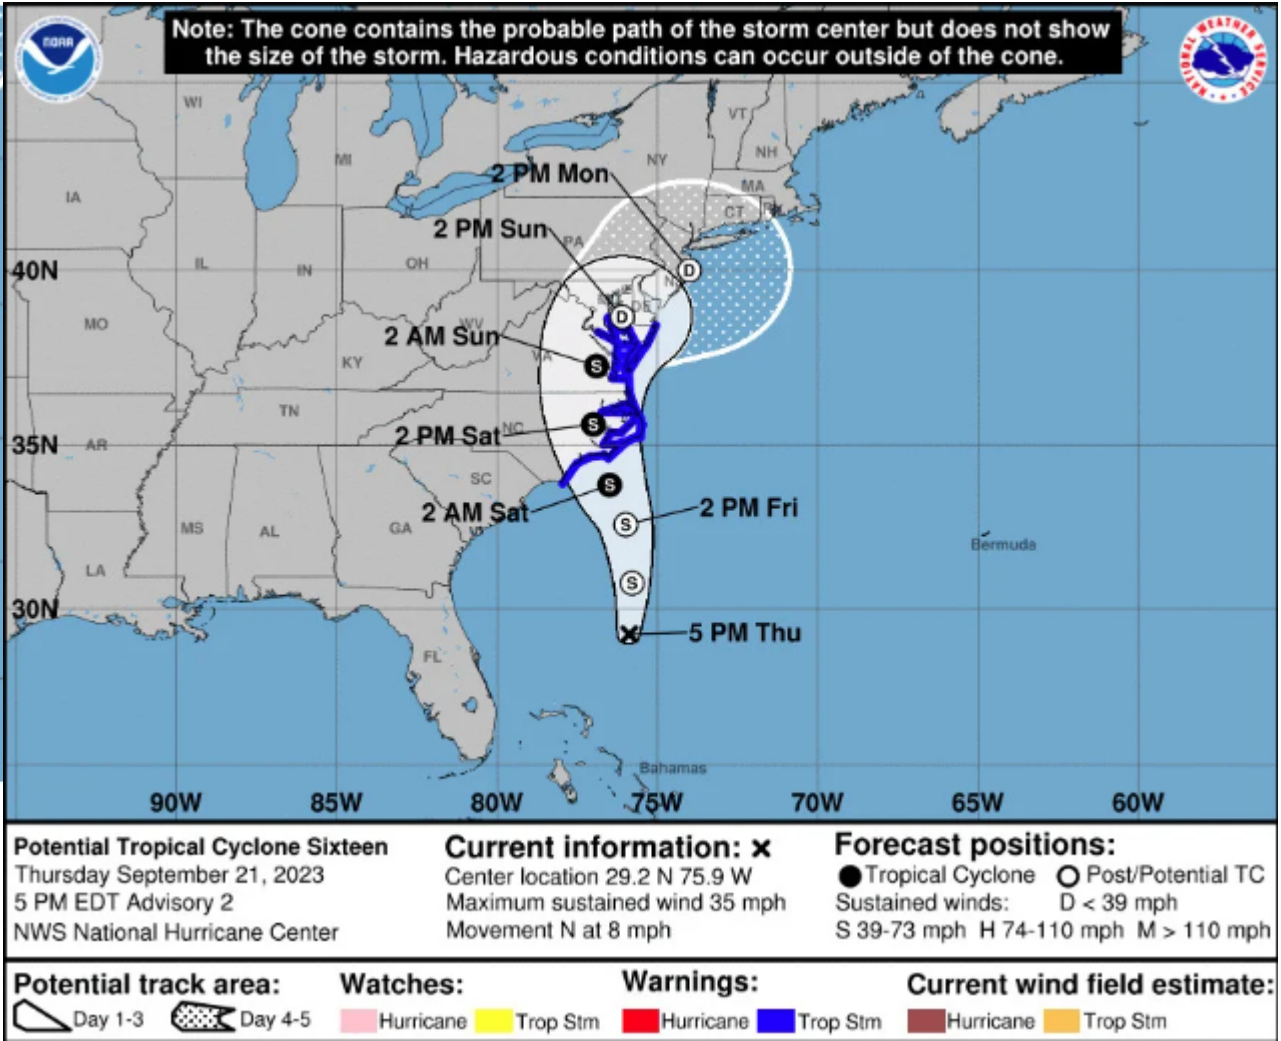 Note: The cone contains the probable path of the storm center but does not show
the size of the storm. Hazardous conditions can occur outside of the cone.
NOAA
NATIONAL WEATHER SERVICE
WI
MI
NY
VT
NH
MA
CT
IA
PA
IL
IN
OH
MO
WV
VA
DE
KY
TN
NC
AR
SC
MS
AL
GA
LA
FL
Bermuda
Bahamas
2 PM Mon
D
2 PM Sun
D
2 AM Sun
S
2 PM Sat
S
2 AM Sat
S
2 PM Fri
S
S
5 PM Thu
40N
35N
30N
90W 85W 80W 75W 70W 65W 60W
Potential Tropical Cyclone Sixteen
Thursday September 21, 2023
5 PM EDT Advisory 2
NWS National Hurricane Center
Current information: x
Center location 29.2 N 75.9 W
Maximum sustained wind 35 mph
Movement N at 8 mph
Forecast positions:
Tropical Cyclone Post/Potential TC
Sustained winds: D < 39 mph
S 39-73 mph H 74-110 mph M > 110 mph
Potential track area:
Day 1-3 Day 4-5
Watches:
Hurricane Trop Stm
Warnings:
Hurricane Trop Stm
Current wind field estimate:
Hurricane Trop Stm